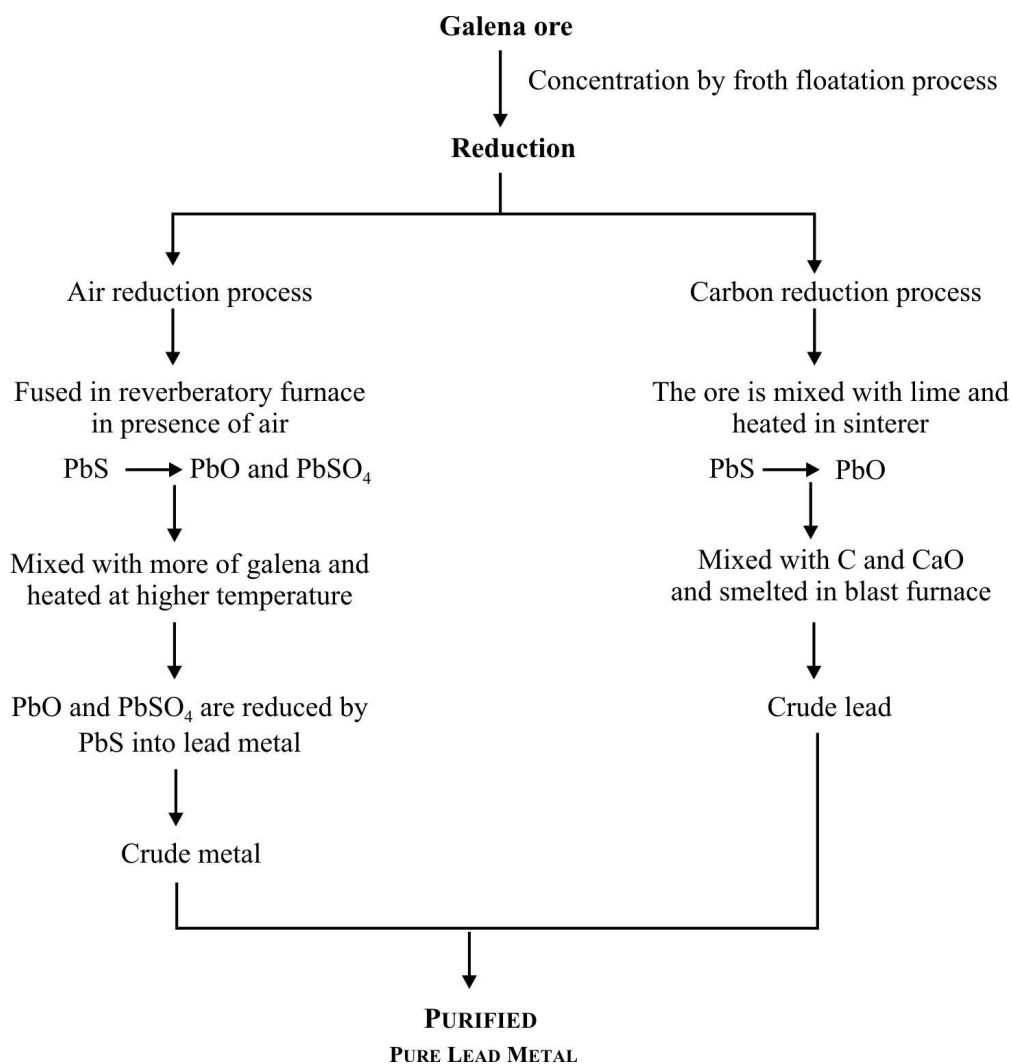 Galena ore
Concentration by froth floatation process
Reduction
Air reduction process
Fused in reverberatory furnace
in presence of air
PbS ⟶ PbO and PbSO₄
Mixed with more of galena and
heated at higher temperature
PbO and PbSO₄ are reduced by
PbS into lead metal
Crude metal
Carbon reduction process
The ore is mixed with lime and
heated in sinterer
PbS ⟶ PbO
Mixed with C and CaO
and smelted in blast furnace
Crude lead
PURIFIED
PURE LEAD METAL